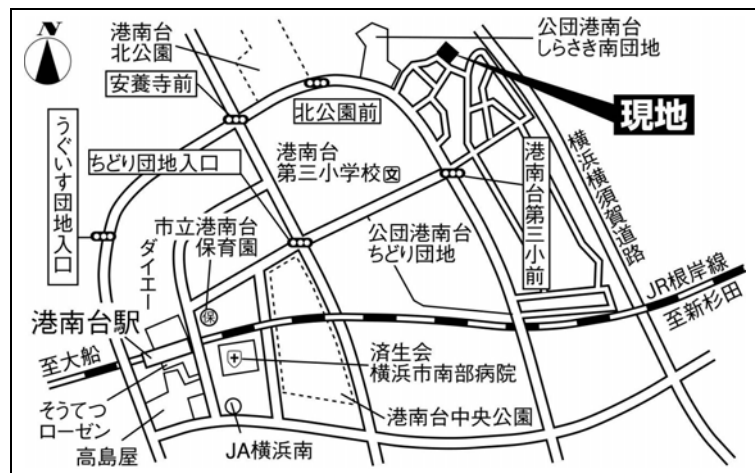 N
港南台
北公園
公団港南台
しらさぎ南団地
安養寺前
北公園前
現地
うぐいす団地入口
ちどり団地入口
港南台
第三小学校文
港南台第三小前
横浜横須賀道路
市立港南台
保育園
公団港南台
ちどり団地
ダイエー
保
JR根岸線
至新杉田
港南台駅
至大船
済生会
横浜市南部病院
そうてつ
ローゼン
港南台中央公園
高島屋
JA横浜南